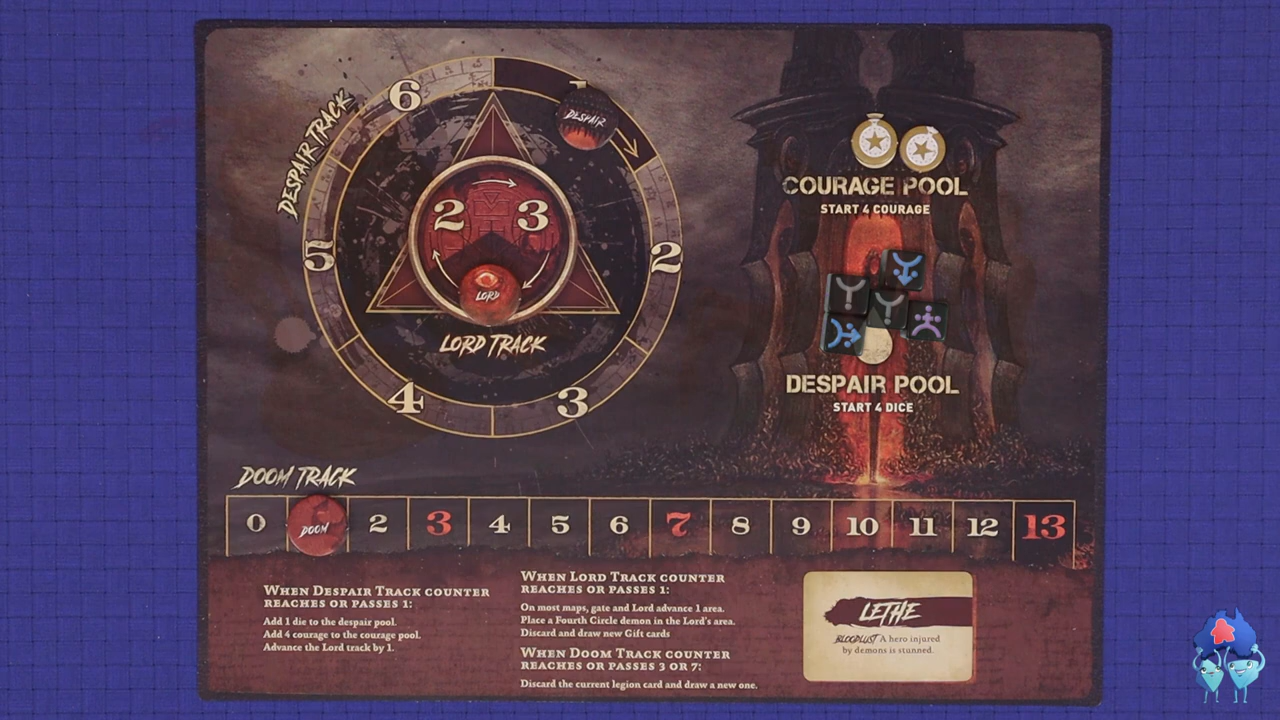 DESPAIR TRACK
6
1
DESPAIR
2
3
LORD
5
2
LORD TRACK
4
3
COURAGE POOL
START 4 COURAGE
DESPAIR POOL
START 4 DICE
DOOM TRACK
0 DOOM 2 3 4 5 6 7 8 9 10 11 12 13
WHEN DESPAIR TRACK COUNTER
REACHES OR PASSES 1:
Add 1 die to the despair pool.
Add 4 courage to the courage pool.
Advance the Lord track by 1.
WHEN LORD TRACK COUNTER
REACHES OR PASSES 1:
On most maps, gate and Lord advance 1 area.
Place a Fourth Circle demon in the Lord's area.
Discard and draw new Gift cards
WHEN DOOM TRACK COUNTER
REACHES OR PASSES 3 OR 7:
Discard the current legion card and draw a new one.
LETHE
BLOODLUST A hero injured
by demons is stunned.